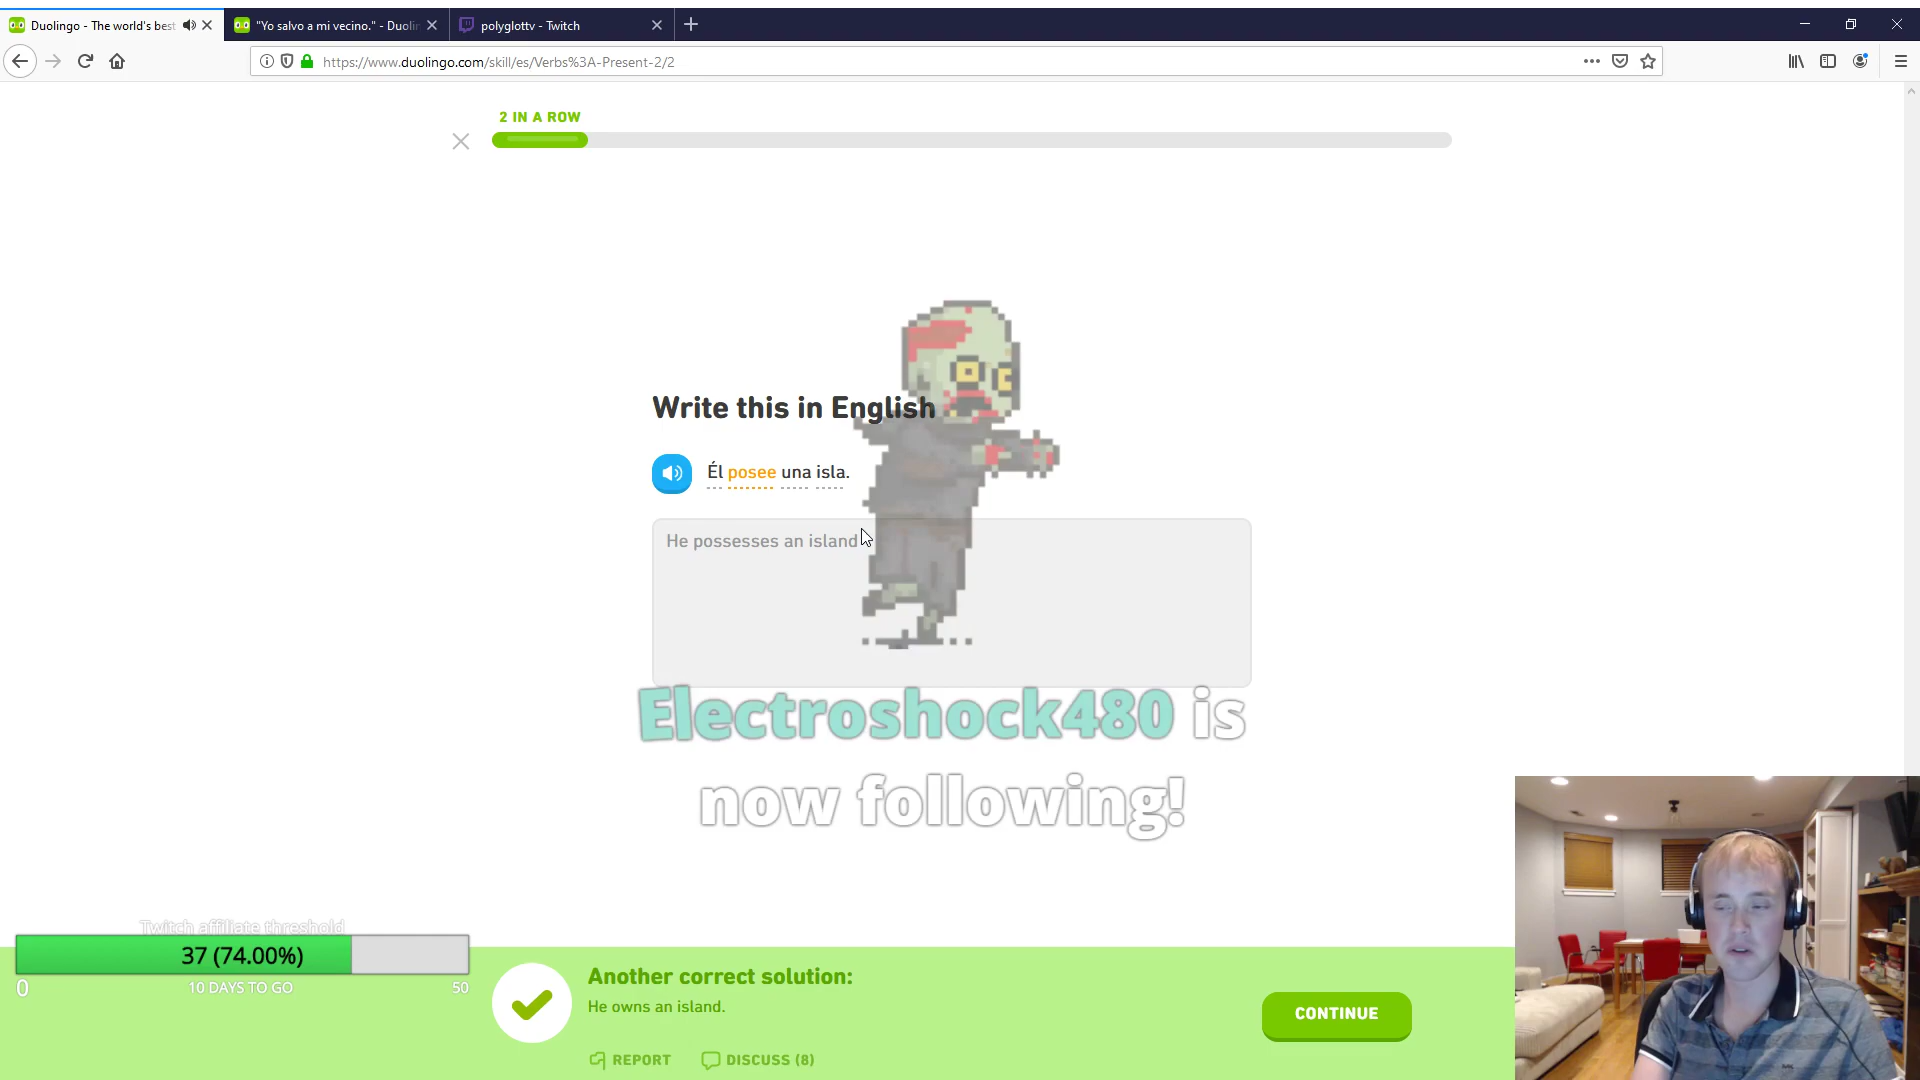 Duolingo - The world's best
"Yo salvo a mi vecino." - Duolin
polyglottv - Twitch
https://www.duolingo.com/skill/es/Verbs%3A-Present-2/2
2 IN A ROW
Write this in English
Él posee una isla.
He possesses an island
Electroshock480 is
now following!
Twitch affiliate threshold
37 (74.00%)
0
10 DAYS TO GO
50
Another correct solution:
He owns an island.
CONTINUE
REPORT
DISCUSS (8)